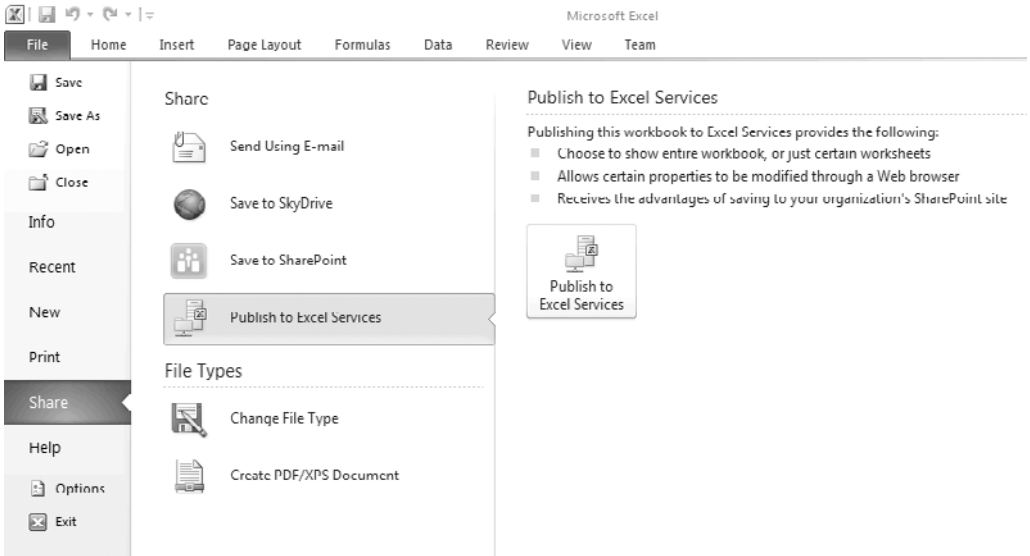 Microsoft Excel
File Home Insert Page Layout Formulas Data Review View Team
Save
Save As
Open
Close
Info
Recent
New
Print
Share
Help
Options
Exit
Share
Send Using E-mail
Save to SkyDrive
Save to SharePoint
Publish to Excel Services
File Types
Change File Type
Create PDF/XPS Document
Publish to Excel Services
Publishing this workbook to Excel Services provides the following:
Choose to show entire workbook, or just certain worksheets
Allows certain properties to be modified through a Web browser
Receives the advantages of saving to your organization's SharePoint site
Publish to
Excel Services